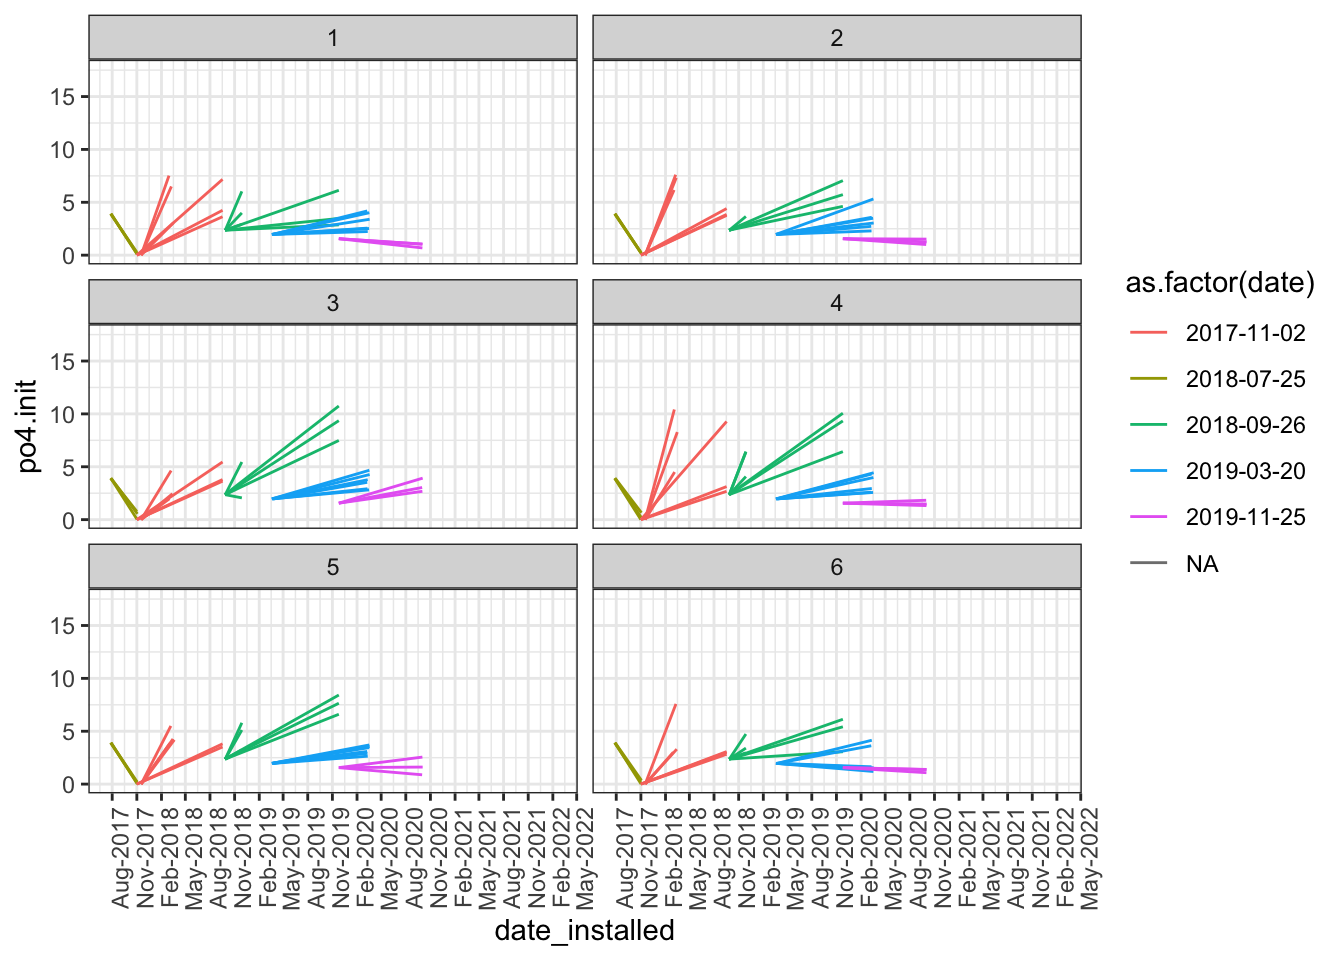 1
2
15
10
5
0
3
4
15
10
5
0
5
6
15
10
5
0
po4.init
Aug-2017
Nov-2017
Feb-2018
May-2018
Aug-2018
Nov-2018
Feb-2019
May-2019
Aug-2019
Nov-2019
Feb-2020
May-2020
Aug-2020
Nov-2020
Feb-2021
May-2021
Aug-2021
Nov-2021
Feb-2022
May-2022
Aug-2017
Nov-2017
Feb-2018
May-2018
Aug-2018
Nov-2018
Feb-2019
May-2019
Aug-2019
Nov-2019
Feb-2020
May-2020
Aug-2020
Nov-2020
Feb-2021
May-2021
Aug-2021
Nov-2021
Feb-2022
May-2022
date_installed
as.factor(date)
2017-11-02
2018-07-25
2018-09-26
2019-03-20
2019-11-25
NA